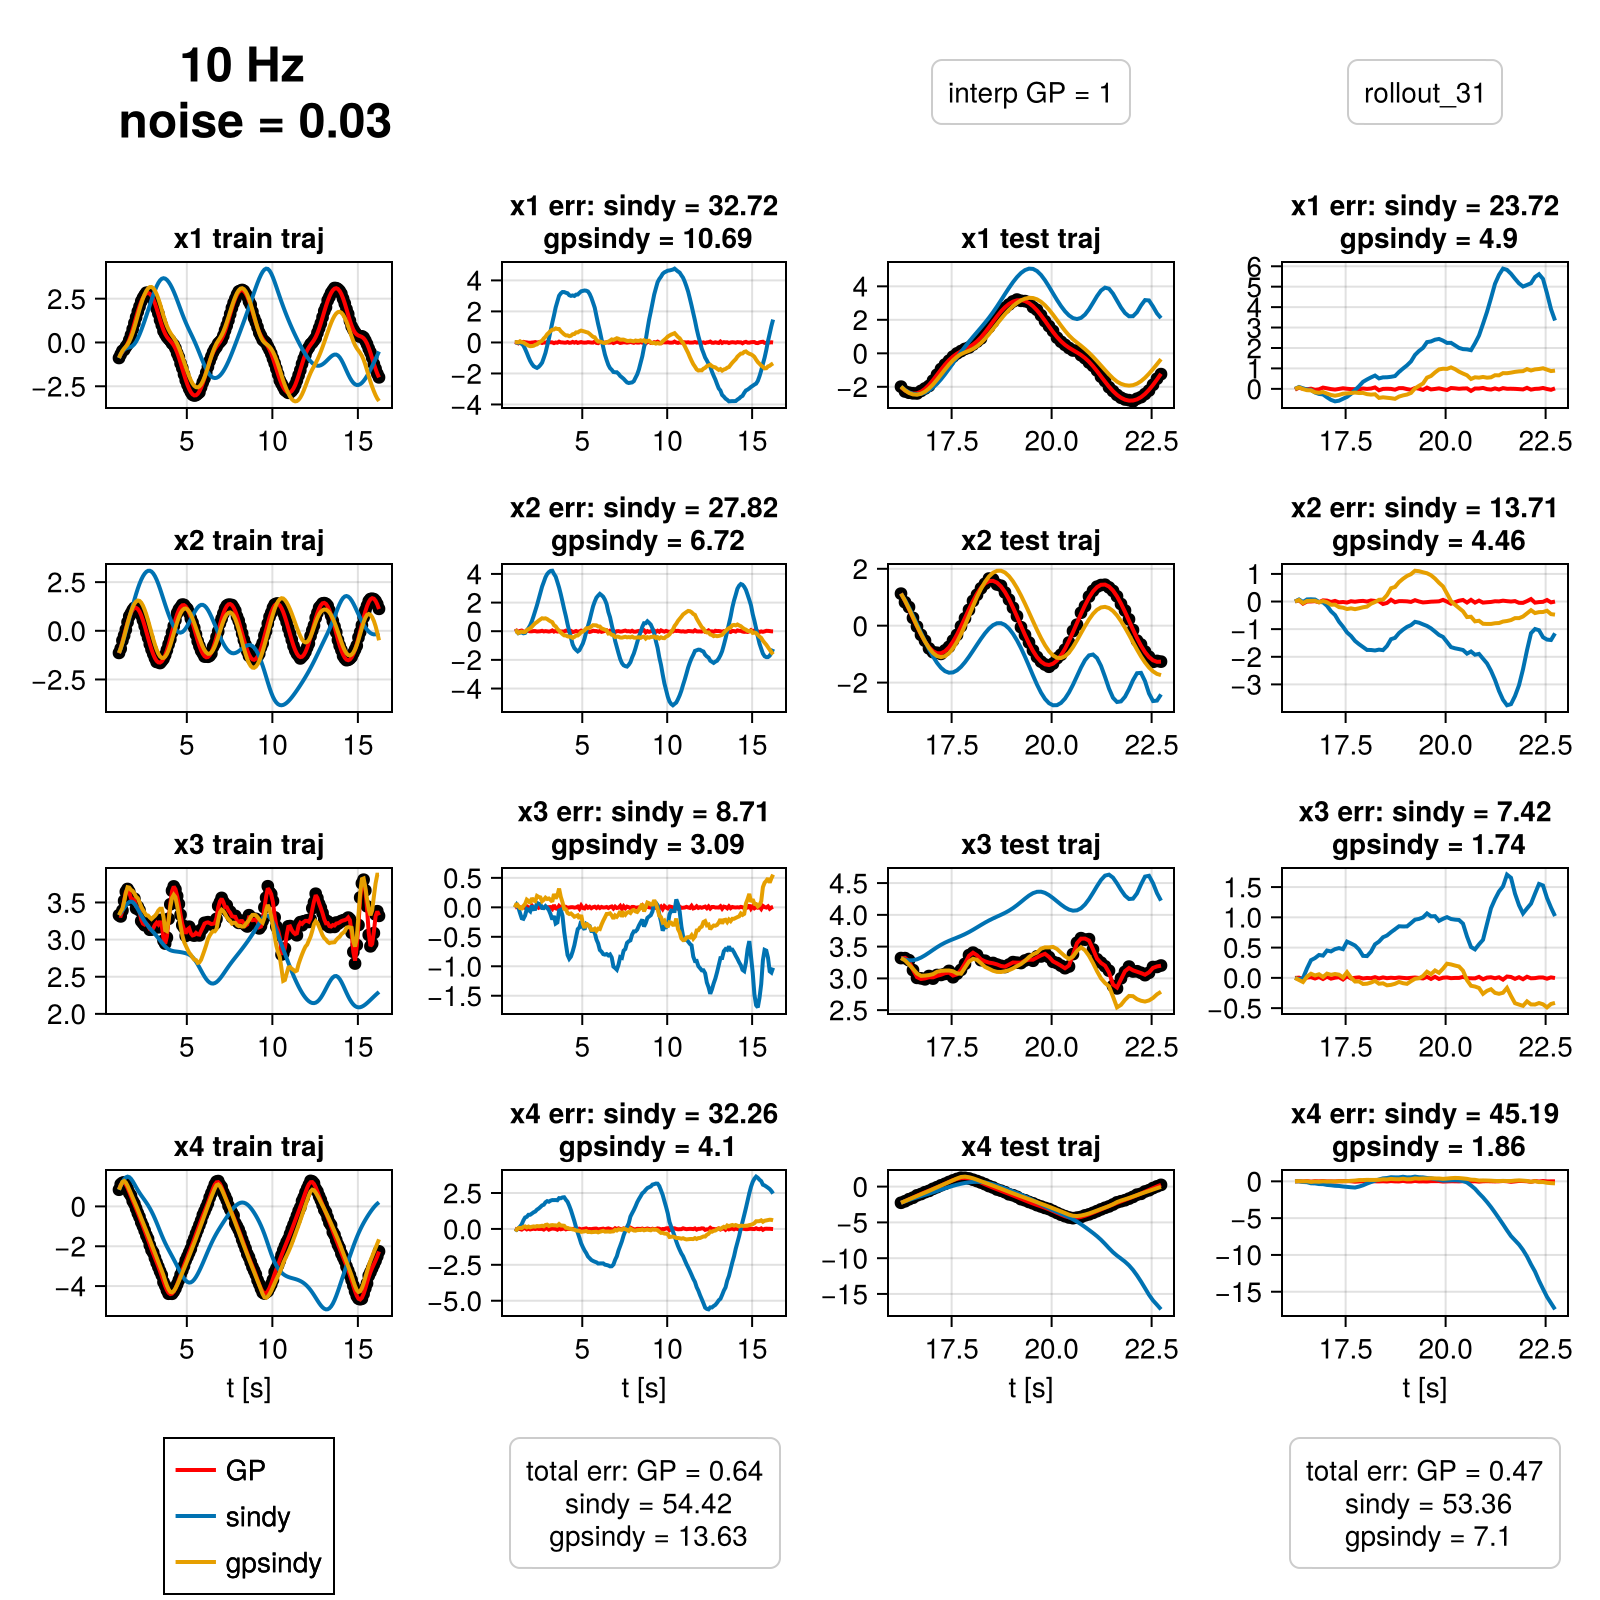 10 Hz
noise = 0.03
interp GP = 1
rollout_31
x1 train traj
2.5
0.0
−2.5
5
10
15
x1 err: sindy = 32.72
gpsindy = 10.69
4
2
0
−2
−4
5
10
15
x1 test traj
4
2
0
−2
17.5
20.0
22.5
x1 err: sindy = 23.72
gpsindy = 4.9
6
5
4
3
2
1
0
17.5
20.0
22.5
x2 train traj
2.5
0.0
−2.5
5
10
15
x2 err: sindy = 27.82
gpsindy = 6.72
4
2
0
−2
−4
5
10
15
x2 test traj
2
0
−2
17.5
20.0
22.5
x2 err: sindy = 13.71
gpsindy = 4.46
1
0
−1
−2
−3
17.5
20.0
22.5
x3 train traj
3.5
3.0
2.5
2.0
5
10
15
x3 err: sindy = 8.71
gpsindy = 3.09
0.5
0.0
−0.5
−1.0
−1.5
5
10
15
x3 test traj
4.5
4.0
3.5
3.0
2.5
17.5
20.0
22.5
x3 err: sindy = 7.42
gpsindy = 1.74
1.5
1.0
0.5
0.0
−0.5
17.5
20.0
22.5
x4 train traj
0
−2
−4
5
10
15
t [s]
x4 err: sindy = 32.26
gpsindy = 4.1
2.5
0.0
−2.5
−5.0
5
10
15
t [s]
x4 test traj
0
−5
−10
−15
17.5
20.0
22.5
t [s]
x4 err: sindy = 45.19
gpsindy = 1.86
0
−5
−10
−15
17.5
20.0
22.5
t [s]
GP
sindy
gpsindy
total err: GP = 0.64
sindy = 54.42
gpsindy = 13.63
total err: GP = 0.47
sindy = 53.36
gpsindy = 7.1